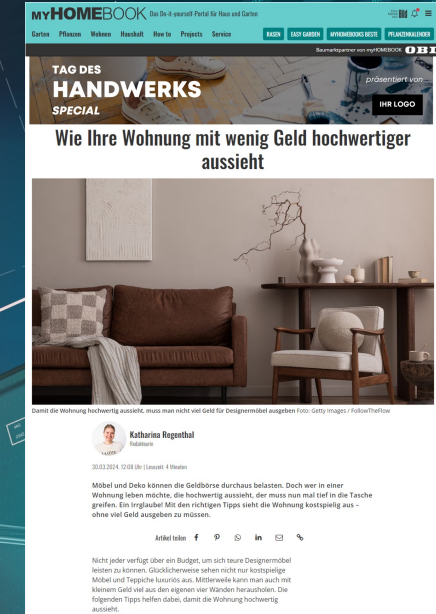 MYHOMEBOOK Das Do-it-yourself-Portal für Haus und Garten
Bild
Garten Pflanzen Wohnen Haushalt How to Projects Service
RASEN EASY GARDEN MYHOMEBOOKS BESTE PFLANZENKALENDER
Baumarktpartner von myHOMEBOOK OBI
TAG DES
HANDWERKS
SPECIAL
präsentiert von
IHR LOGO
Wie Ihre Wohnung mit wenig Geld hochwertiger
aussieht
Damit die Wohnung hochwertig aussieht, muss man nicht viel Geld für Designermöbel ausgeben Foto: Getty Images / FollowTheFlow
Katharina Regenthal
Redakteurin
30.03.2024, 12:08 Uhr | Lesezeit: 4 Minuten
Möbel und Deko können die Geldbörse durchaus belasten. Doch wer in einer
Wohnung leben möchte, die hochwertig aussieht, der muss nun mal tief in die Tasche
greifen. Ein Irrglaube! Mit den richtigen Tipps sieht die Wohnung kostspielig aus –
ohne viel Geld ausgeben zu müssen.
Artikel teilen
Nicht jeder verfügt über ein Budget, um sich teure Designermöbel
leisten zu können. Glücklicherweise sehen nicht nur kostspielige
Möbel und Teppiche luxuriös aus. Mittlerweile kann man auch mit
kleinem Geld viel aus den eigenen vier Wänden herausholen. Die
folgenden Tipps helfen dabei, damit die Wohnung hochwertig
aussieht.